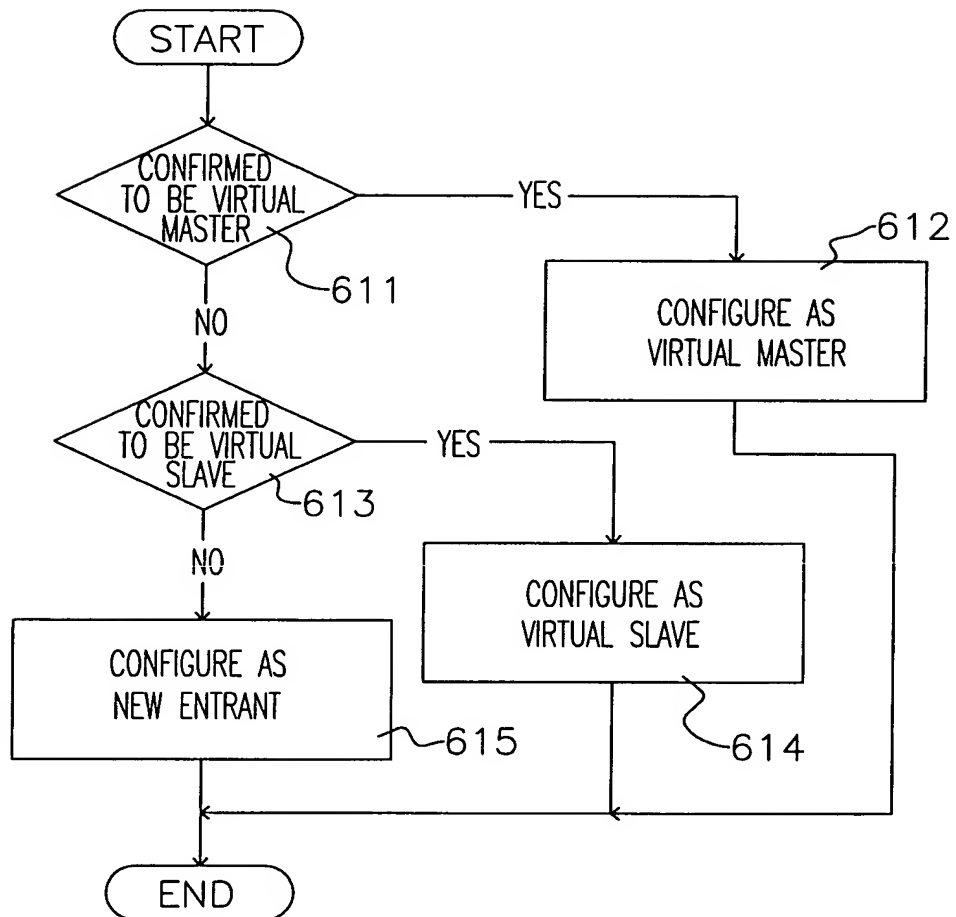 START
CONFIRMED
TO BE VIRTUAL
MASTER
YES
611
612
CONFIGURE AS
VIRTUAL MASTER
NO
CONFIRMED
TO BE VIRTUAL
SLAVE
YES
613
NO
CONFIGURE AS
VIRTUAL SLAVE
614
CONFIGURE AS
NEW ENTRANT
615
END